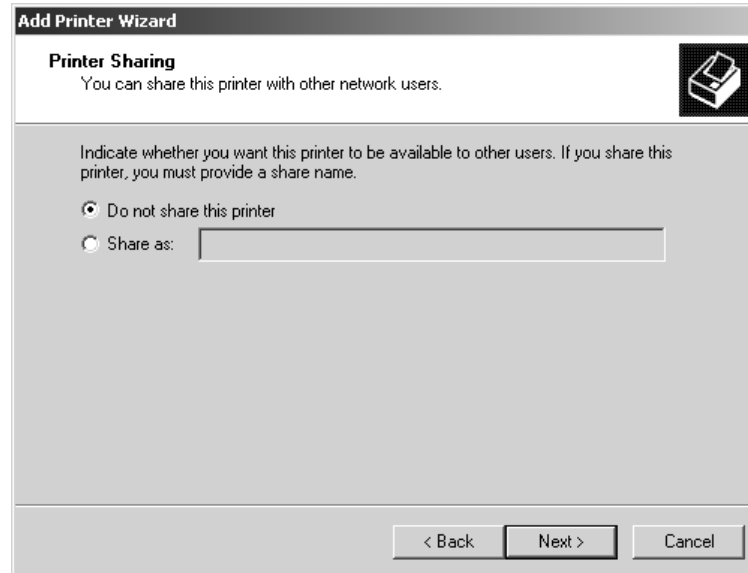 Add Printer Wizard
Printer Sharing
You can share this printer with other network users.
Indicate whether you want this printer to be available to other users. If you share this
printer, you must provide a share name.
Do not share this printer
Share as:
< Back Next > Cancel